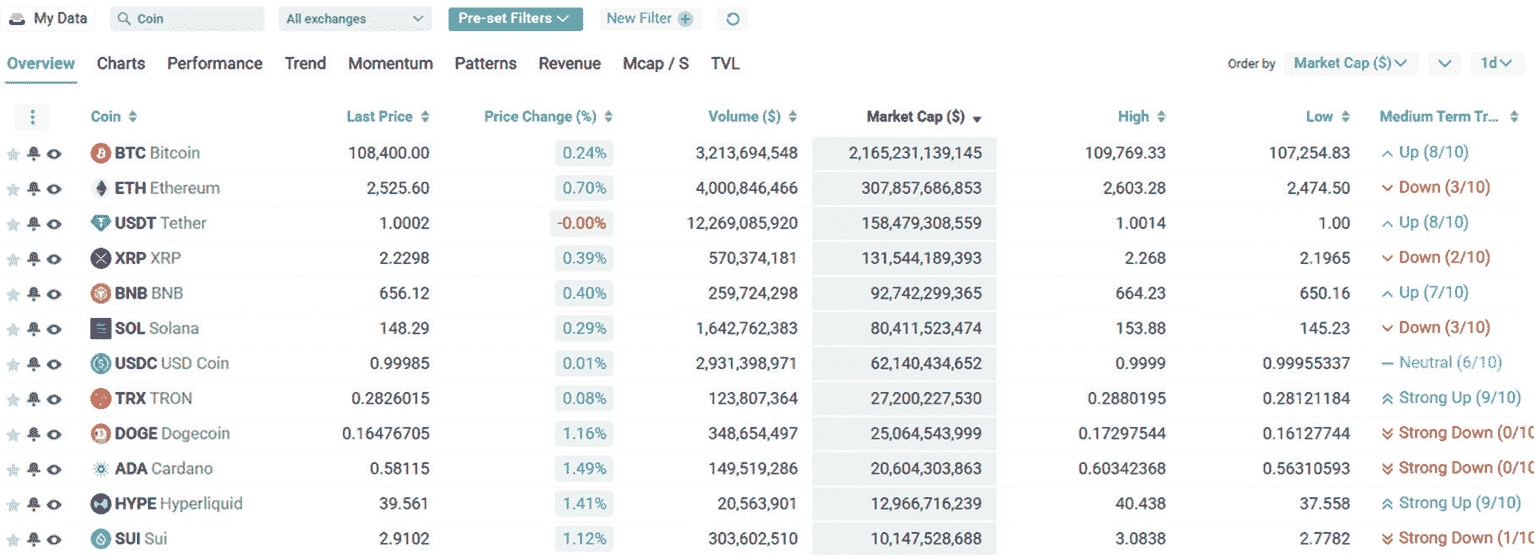 My Data Coin All exchanges Pre-set Filters New Filter
Overview Charts Performance Trend Momentum Patterns Revenue Mcap / S TVL Order by Market Cap ($) 1d
Coin Last Price Price Change (%) Volume ($) Market Cap ($) High Low Medium Term Tr...
BTC Bitcoin 108,400.00 0.24% 3,213,694,548 2,165,231,139,145 109,769.33 107,254.83 Up (8/10)
ETH Ethereum 2,525.60 0.70% 4,000,846,466 307,857,686,853 2,603.28 2,474.50 Down (3/10)
USDT Tether 1.0002 -0.00% 12,269,085,920 158,479,308,559 1.0014 1.00 Up (8/10)
XRP XRP 2.2298 0.39% 570,374,181 131,544,189,393 2.268 2.1965 Down (2/10)
BNB BNB 656.12 0.40% 259,724,298 92,742,299,365 664.23 650.16 Up (7/10)
SOL Solana 148.29 0.29% 1,642,762,383 80,411,523,474 153.88 145.23 Down (3/10)
USDC USD Coin 0.99985 0.01% 2,931,398,971 62,140,434,652 0.9999 0.99955337 Neutral (6/10)
TRX TRON 0.2826015 0.08% 123,807,364 27,200,227,530 0.2880195 0.28121184 Strong Up (9/10)
DOGE Dogecoin 0.16476705 1.16% 348,654,497 25,064,543,999 0.17297544 0.16127744 Strong Down (0/10
ADA Cardano 0.58115 1.49% 149,519,286 20,604,303,863 0.60342368 0.56310593 Strong Down (0/10
HYPE Hyperliquid 39.561 1.41% 20,563,901 12,966,716,239 40.438 37.558 Strong Up (9/10)
SUI Sui 2.9102 1.12% 303,602,510 10,147,528,688 3.0838 2.7782 Strong Down (1/10